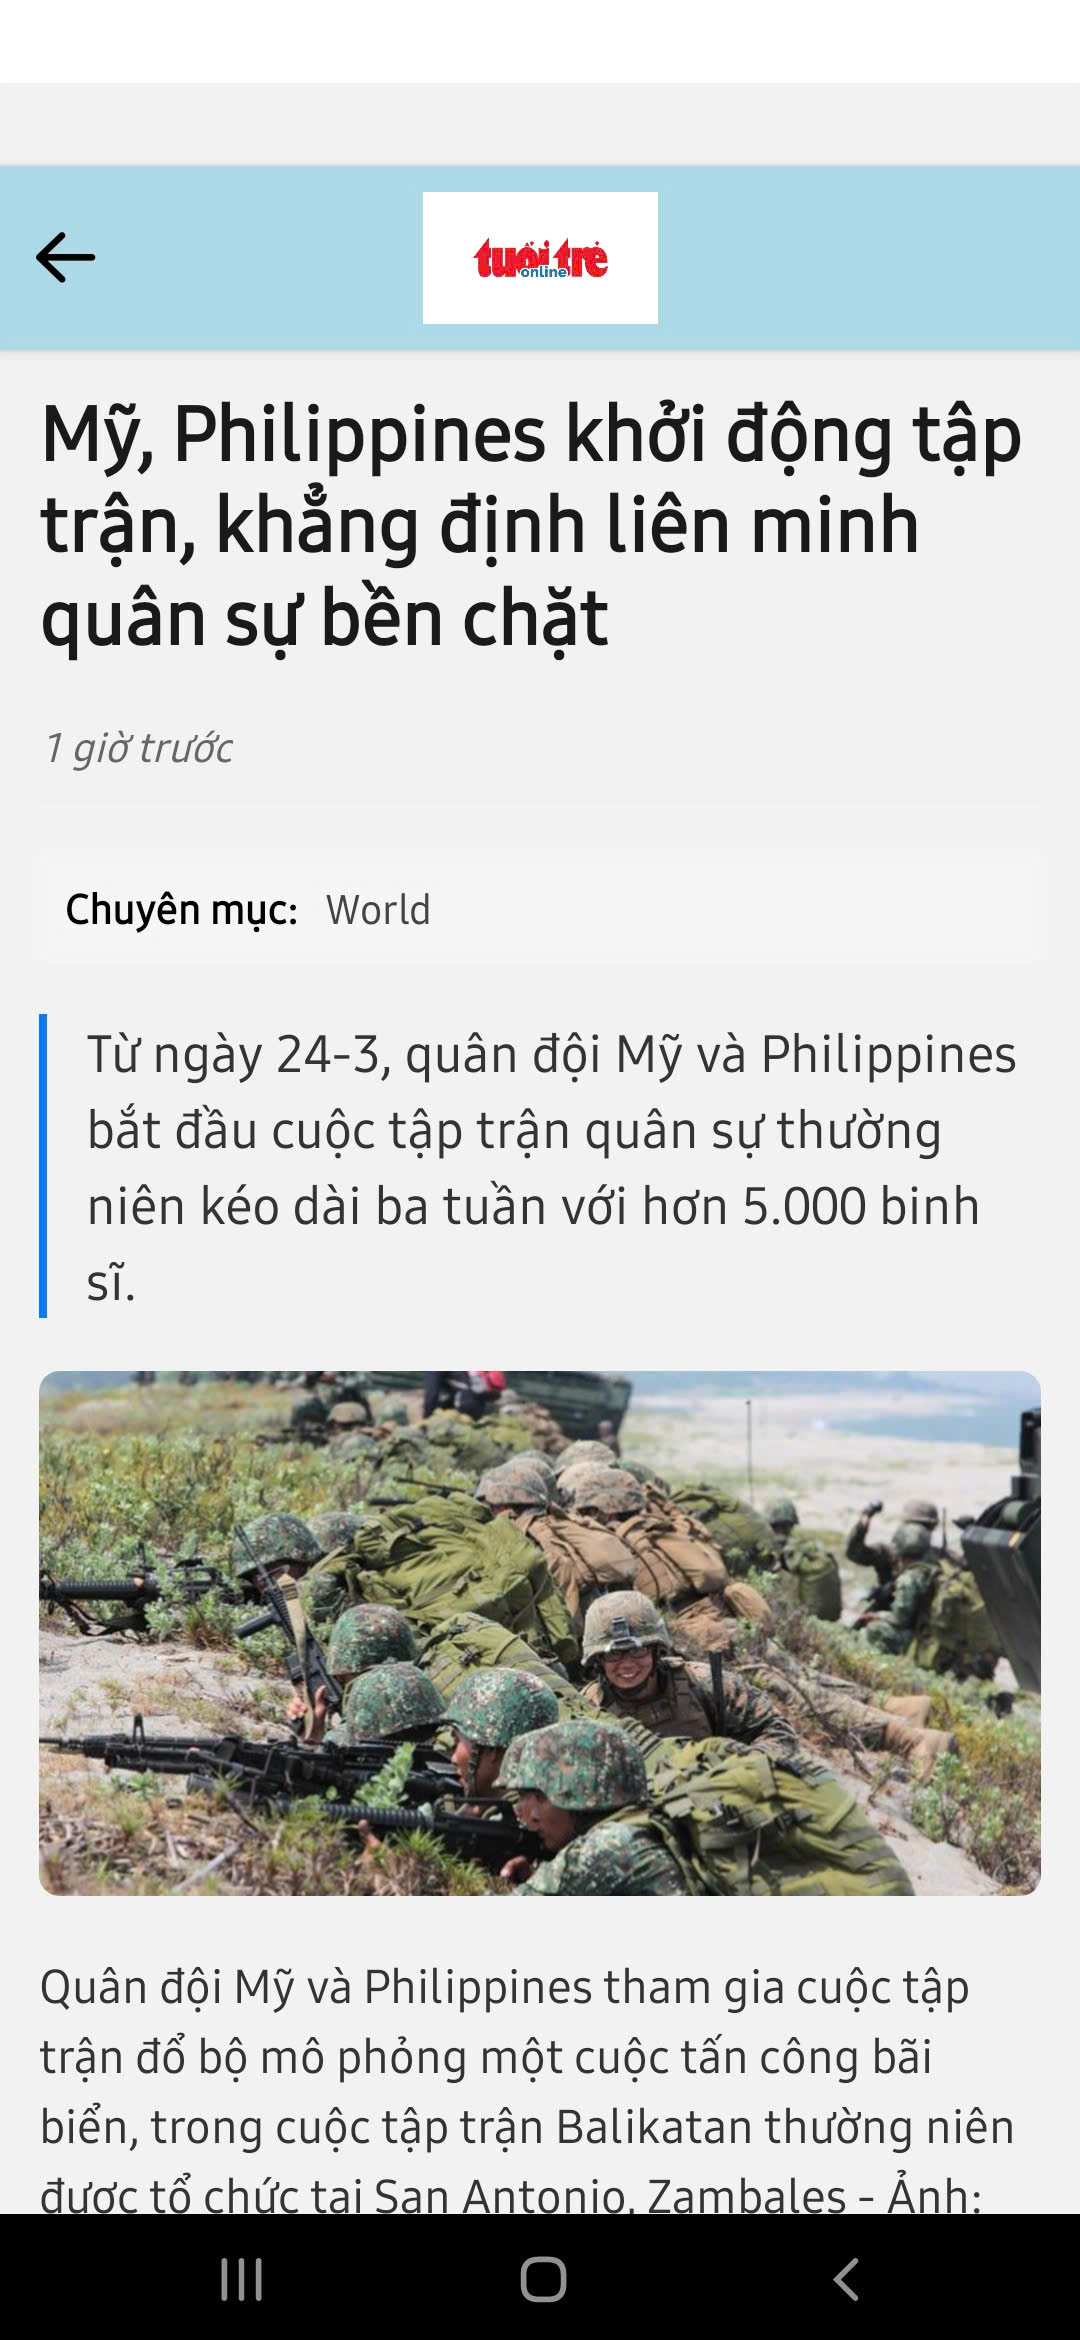 tuổi trẻ
online
Mỹ, Philippines khởi động tập
trận, khẳng định liên minh
quân sự bền chặt
1 giờ trước
Chuyên mục: World
Từ ngày 24-3, quân đội Mỹ và Philippines
bắt đầu cuộc tập trận quân sự thường
niên kéo dài ba tuần với hơn 5.000 binh
sĩ.
Quân đội Mỹ và Philippines tham gia cuộc tập
trận đổ bộ mô phỏng một cuộc tấn công bãi
biển, trong cuộc tập trận Balikatan thường niên
được tổ chức tại San Antonio, Zambales - Ảnh: